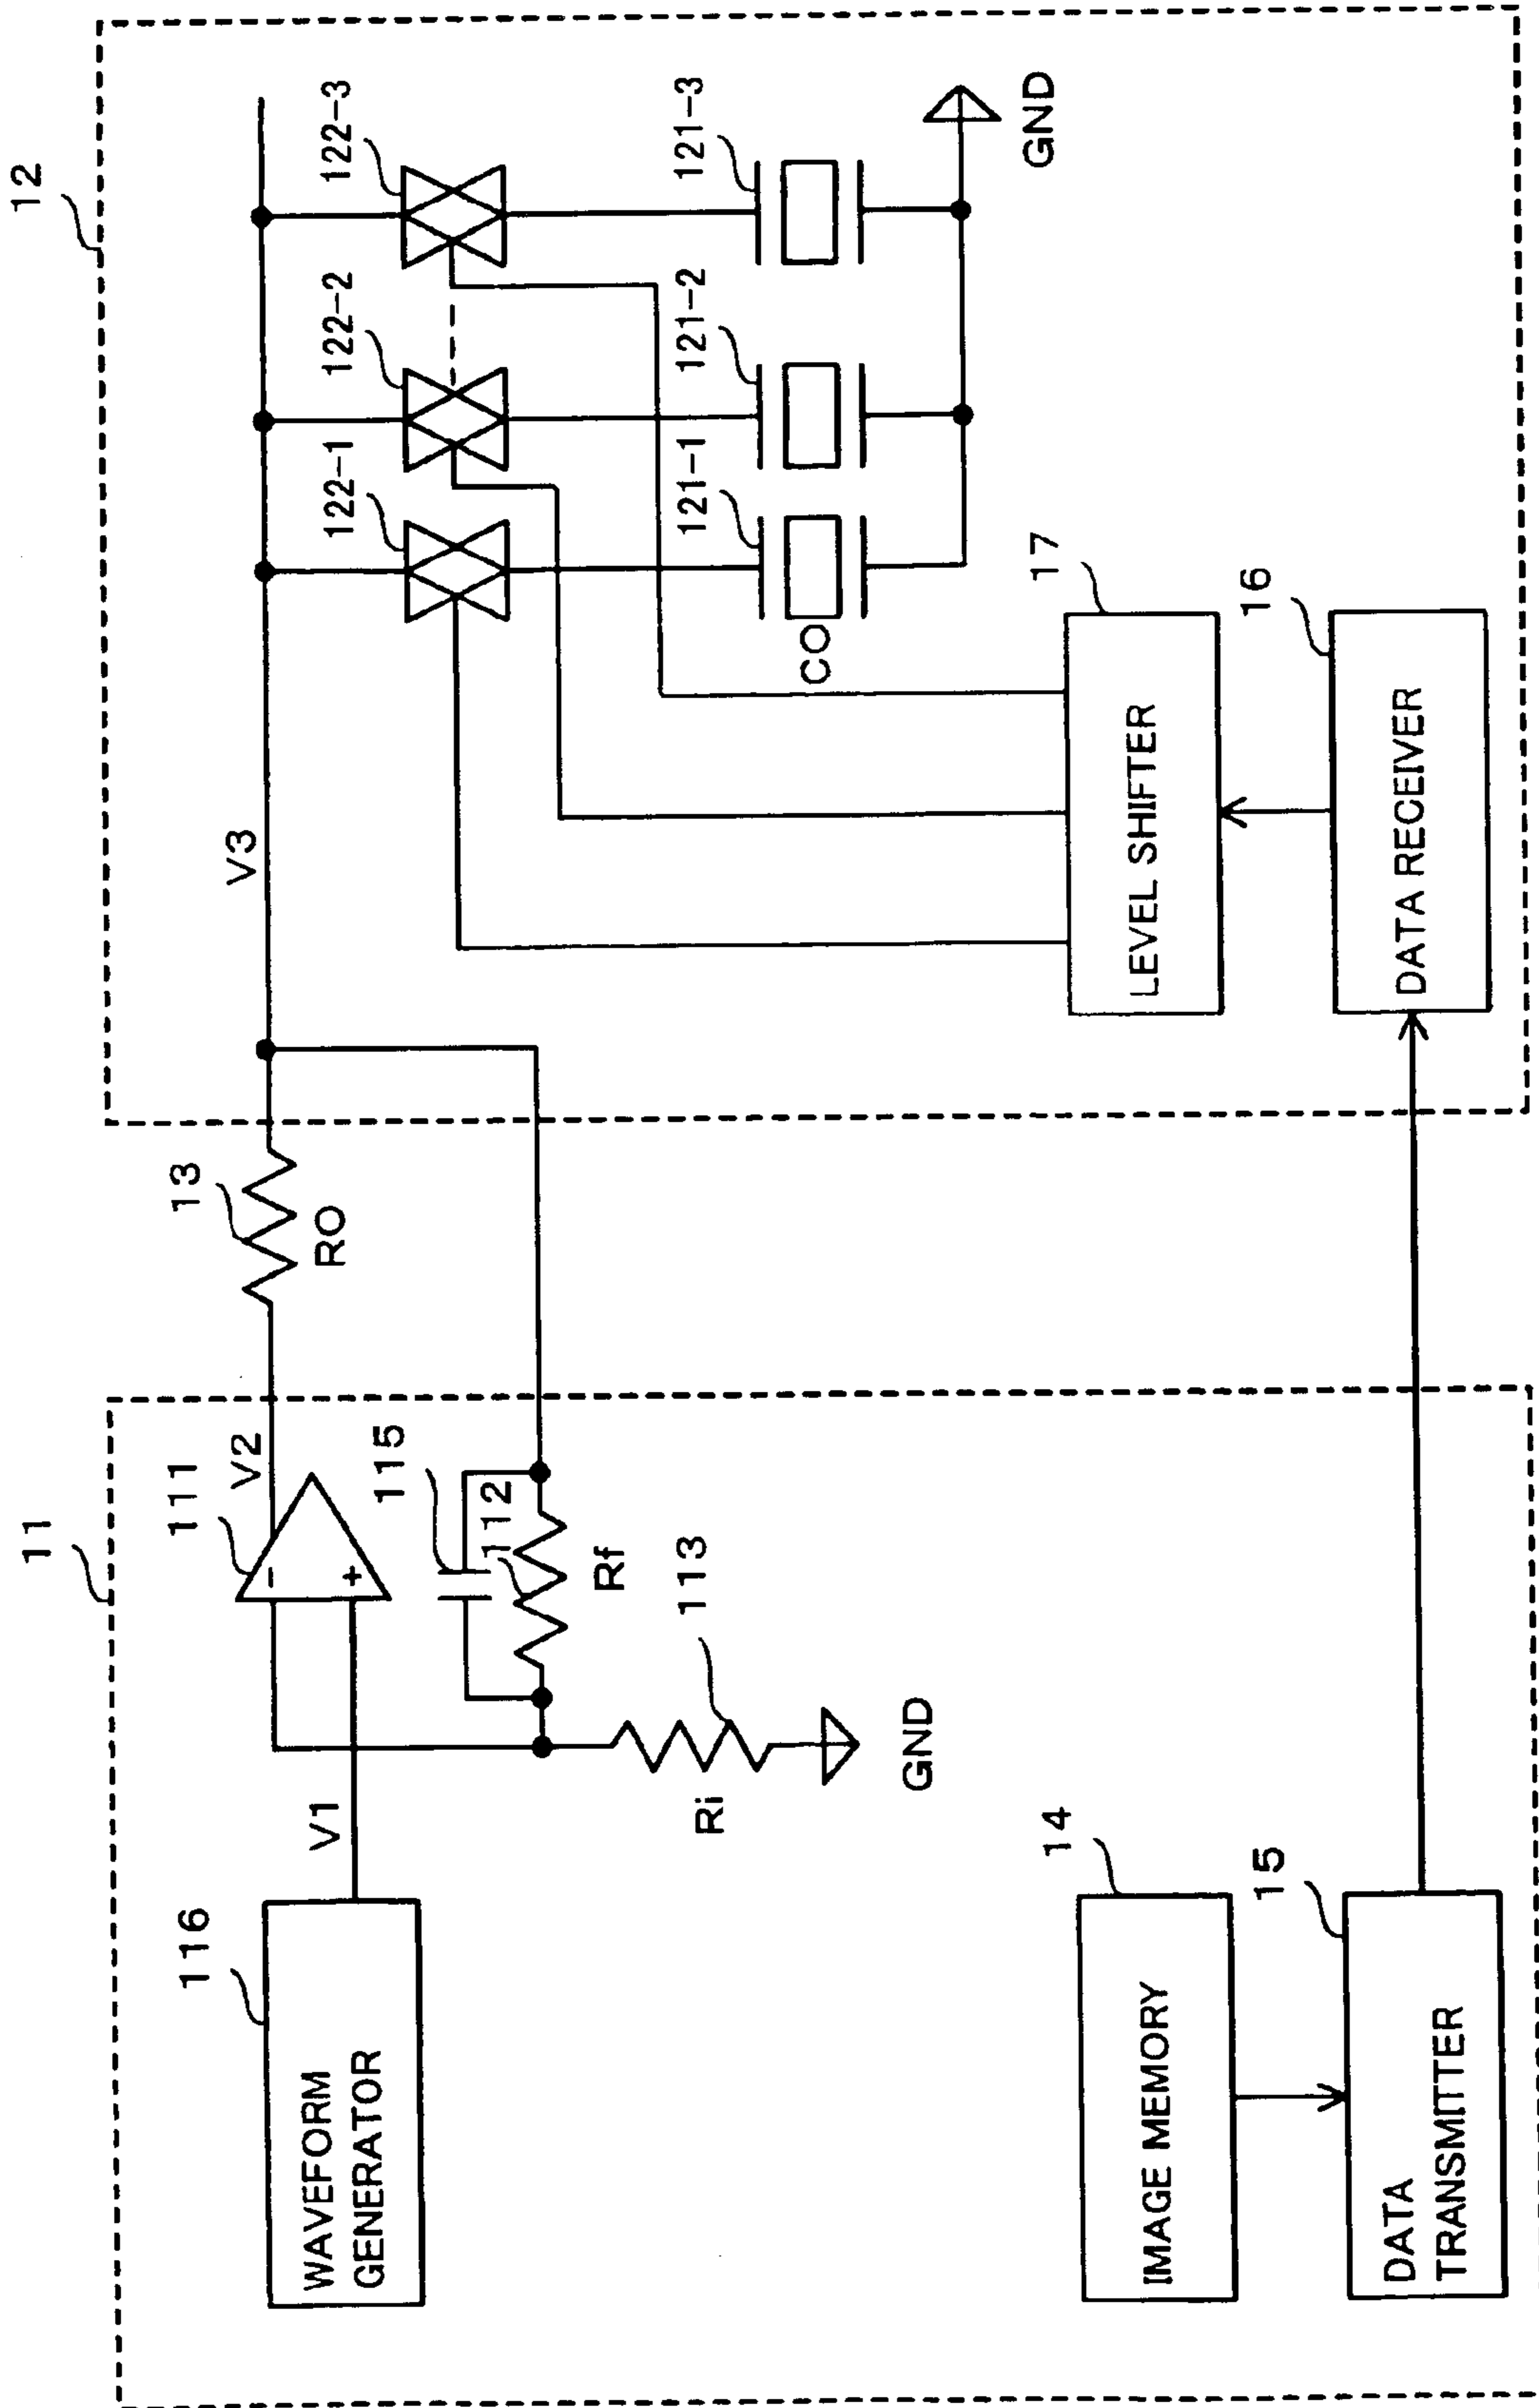 11
12
116
WAVEFORM
GENERATOR
V1
111
−
+
V2
13
RO
V3
115
112
Rf
113
Ri
GND
122-1
122-2
122-3
121-1
121-2
121-3
CO
GND
14
IMAGE MEMORY
15
DATA
TRANSMITTER
17
LEVEL SHIFTER
16
DATA RECEIVER